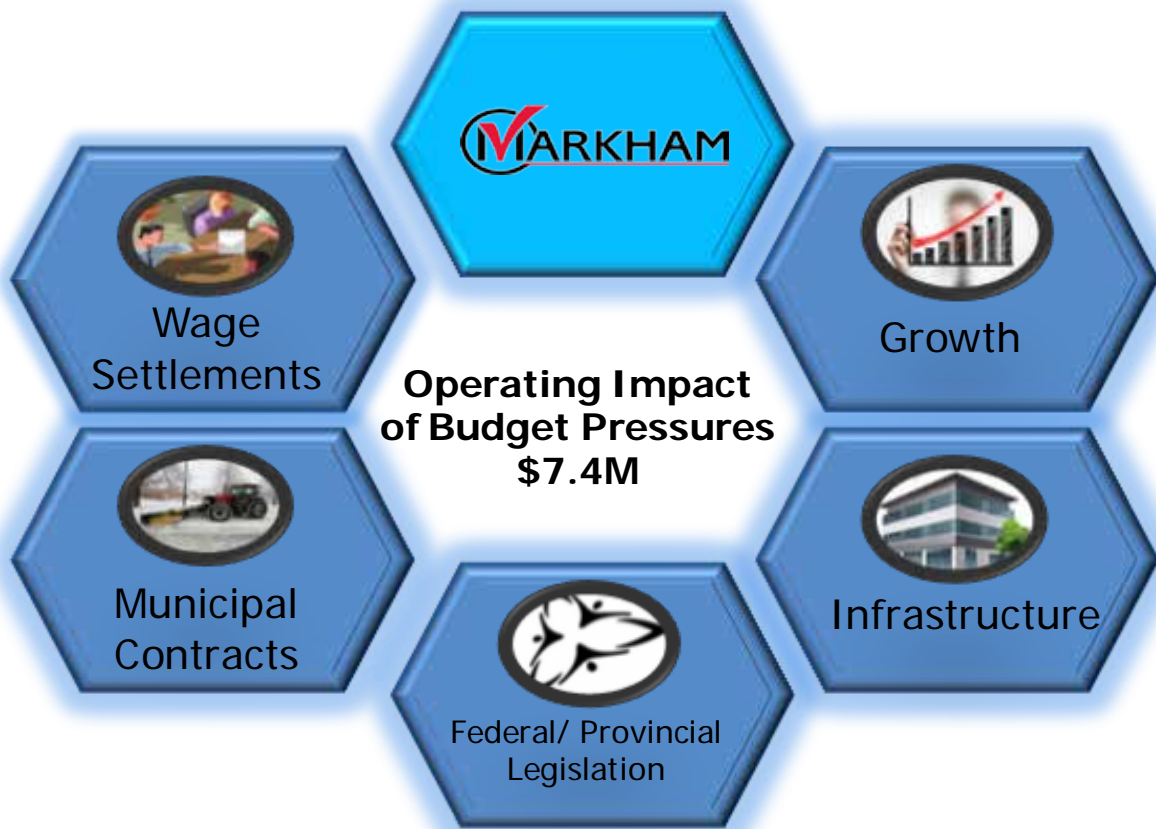 MARKHAM
Wage
Settlements
Growth
Operating Impact
of Budget Pressures
$7.4M
Municipal
Contracts
Infrastructure
Federal/ Provincial
Legislation